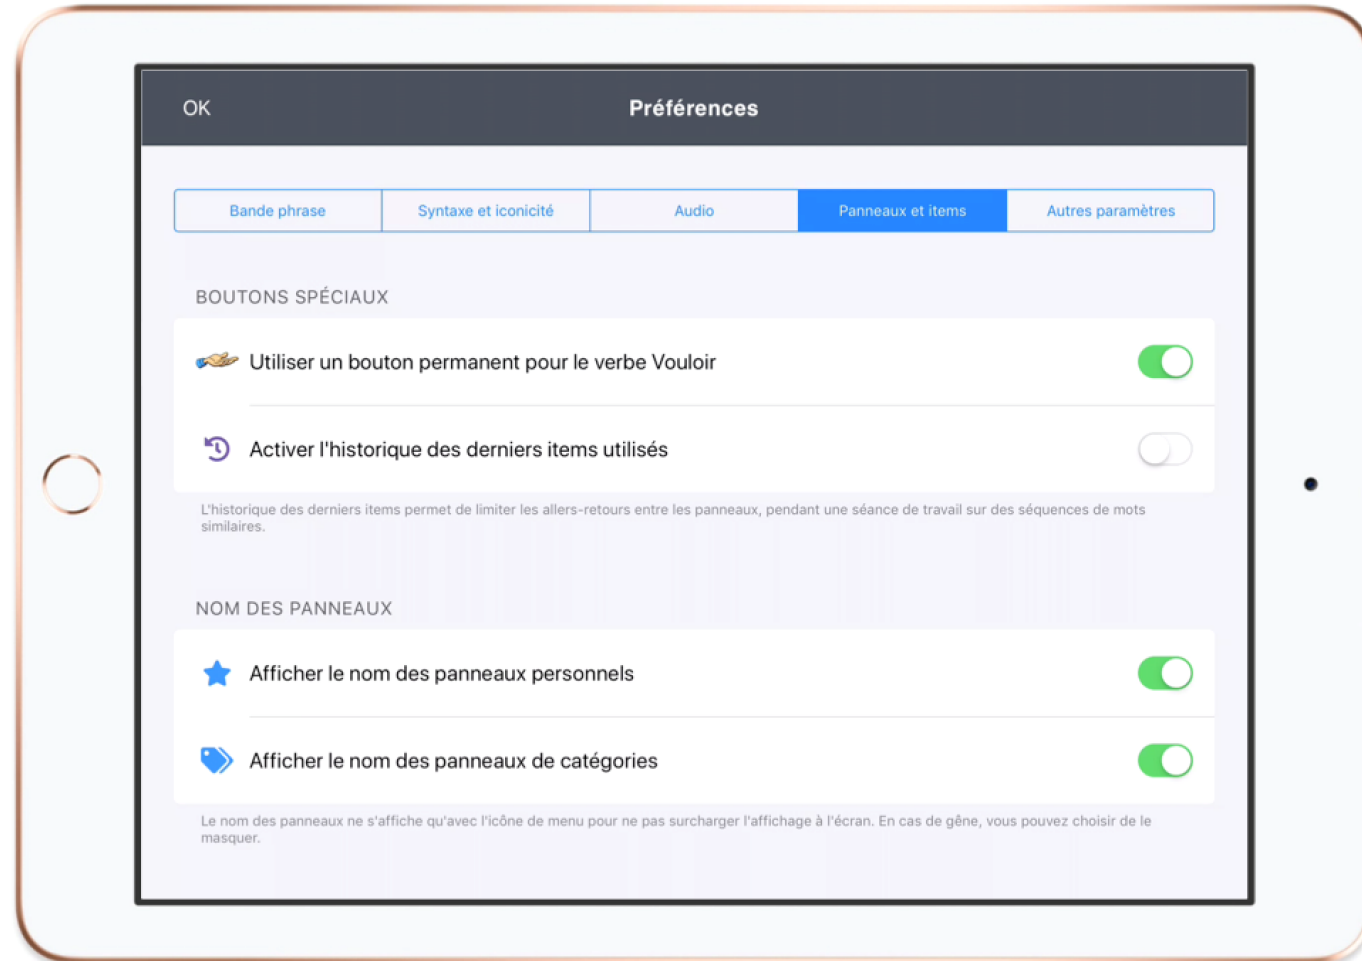 OK
Préférences
Bande phrase
Syntaxe et iconicité
Audio
Panneaux et items
Autres paramètres
BOUTONS SPÉCIAUX
Utiliser un bouton permanent pour le verbe Vouloir
Activer l'historique des derniers items utilisés
L'historique des derniers items permet de limiter les allers-retours entre les panneaux, pendant une séance de travail sur des séquences de mots
similaires.
NOM DES PANNEAUX
Afficher le nom des panneaux personnels
Afficher le nom des panneaux de catégories
Le nom des panneaux ne s'affiche qu'avec l'icône de menu pour ne pas surcharger l'affichage à l'écran. En cas de gêne, vous pouvez choisir de le
masquer.